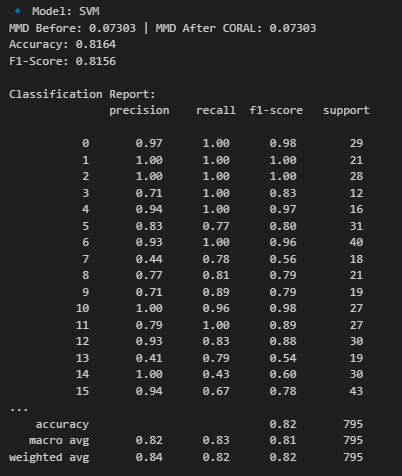 🔹 Model: SVM
MMD Before: 0.07303 | MMD After CORAL: 0.07303
Accuracy: 0.8164
F1-Score: 0.8156
Classification Report:
precision recall f1-score support
0 0.97 1.00 0.98 29
1 1.00 1.00 1.00 21
2 1.00 1.00 1.00 28
3 0.71 1.00 0.83 12
4 0.94 1.00 0.97 16
5 0.83 0.77 0.80 31
6 0.93 1.00 0.96 40
7 0.44 0.78 0.56 18
8 0.77 0.81 0.79 21
9 0.71 0.89 0.79 19
10 1.00 0.96 0.98 27
11 0.79 1.00 0.89 27
12 0.93 0.83 0.88 30
13 0.41 0.79 0.54 19
14 1.00 0.43 0.60 30
15 0.94 0.67 0.78 43
...
accuracy 0.82 795
macro avg 0.82 0.83 0.81 795
weighted avg 0.84 0.82 0.82 795